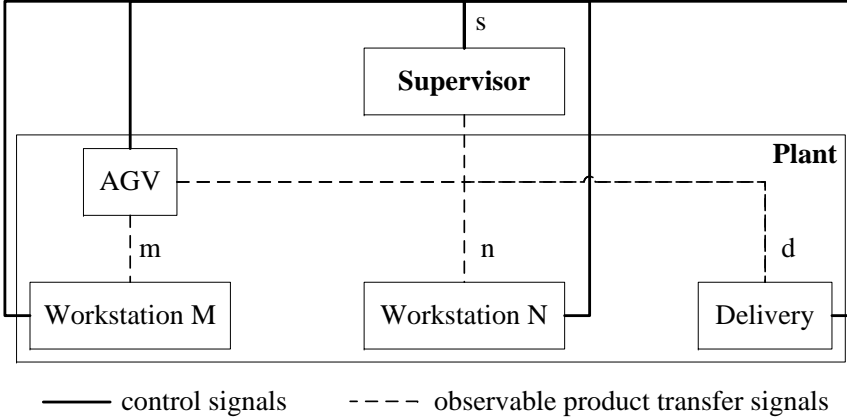 s
Supervisor
Plant
AGV
m
n
d
Workstation M
Workstation N
Delivery
control signals
observable product transfer signals